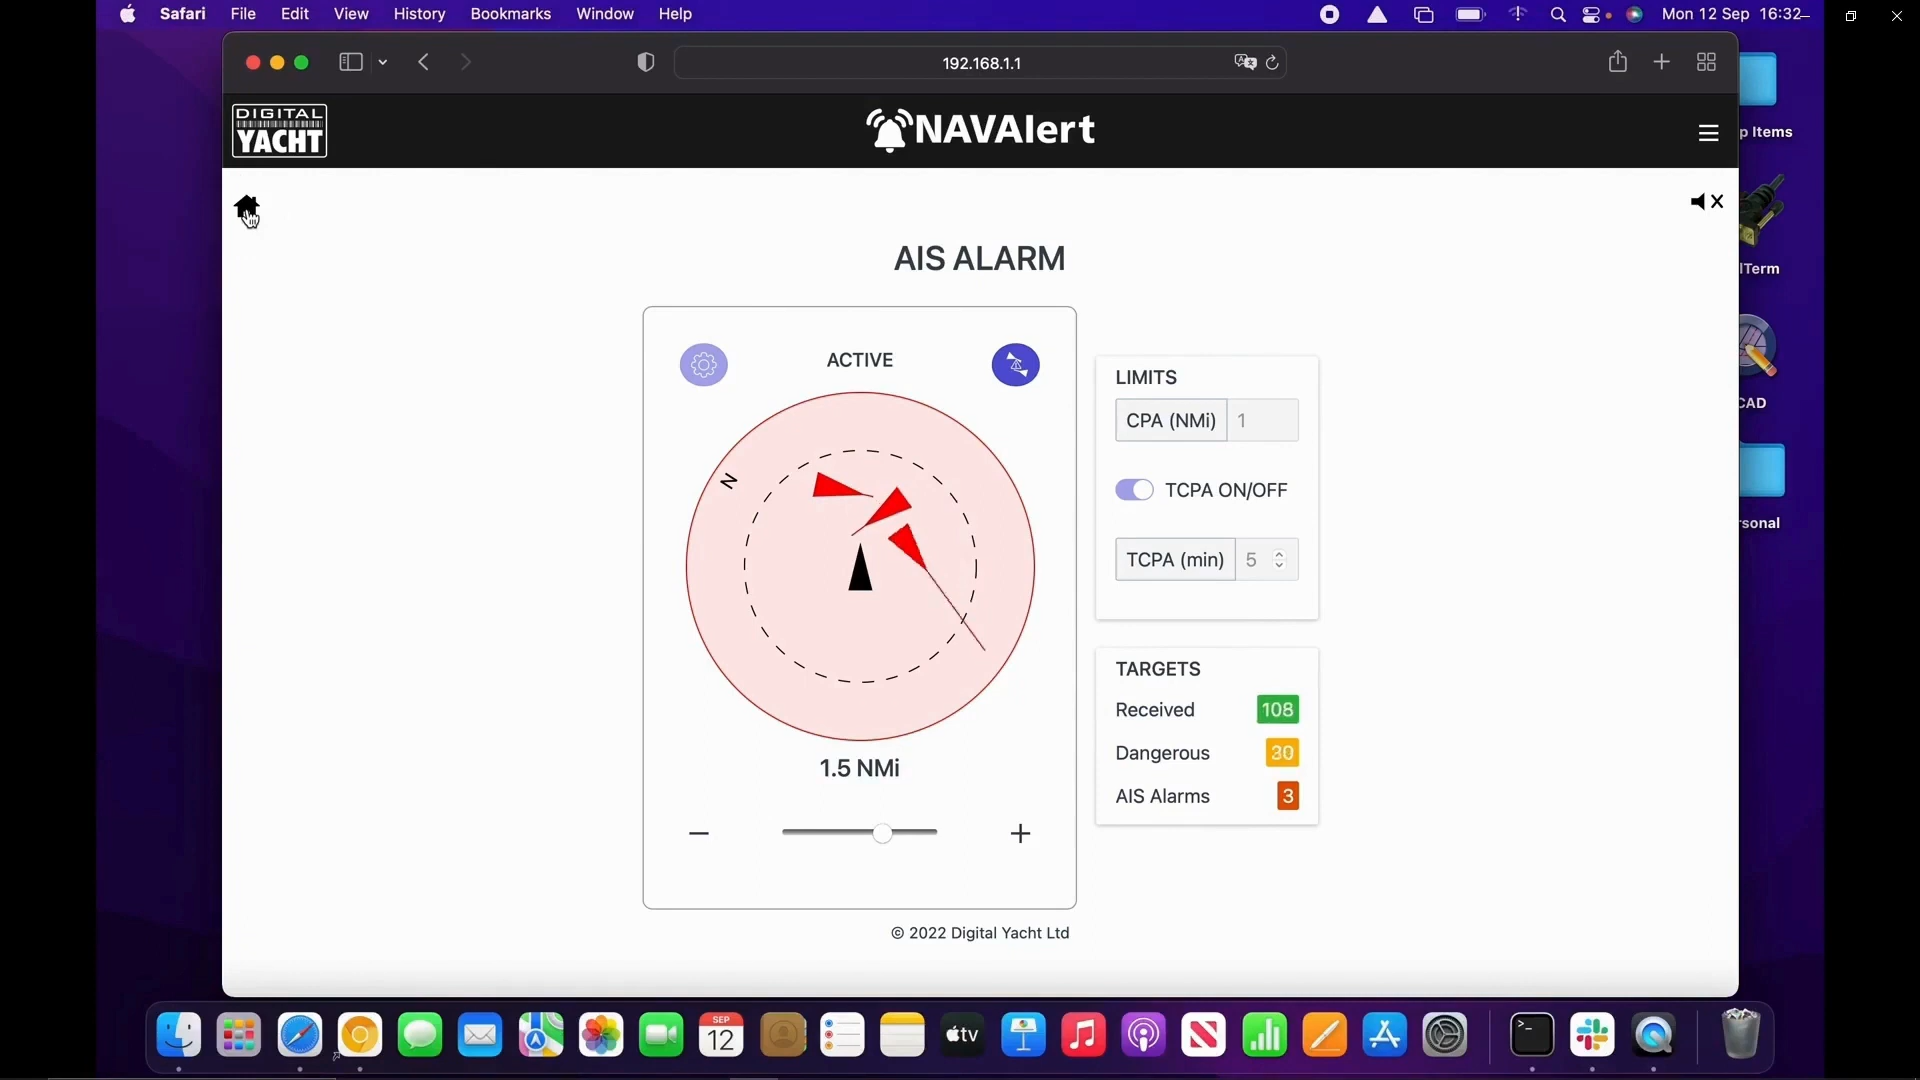 Safari File Edit View History Bookmarks Window Help
Mon 12 Sep 16:32
192.168.1.1
DIGITAL
YACHT
NAVAlert
p Items
lTerm
CAD
rsonal
AIS ALARM
ACTIVE
N
1.5 NMi
LIMITS
CPA (NMi) 1
TCPA ON/OFF
TCPA (min) 5
TARGETS
Received 108
Dangerous 30
AIS Alarms 3
© 2022 Digital Yacht Ltd
SEP
12
tv